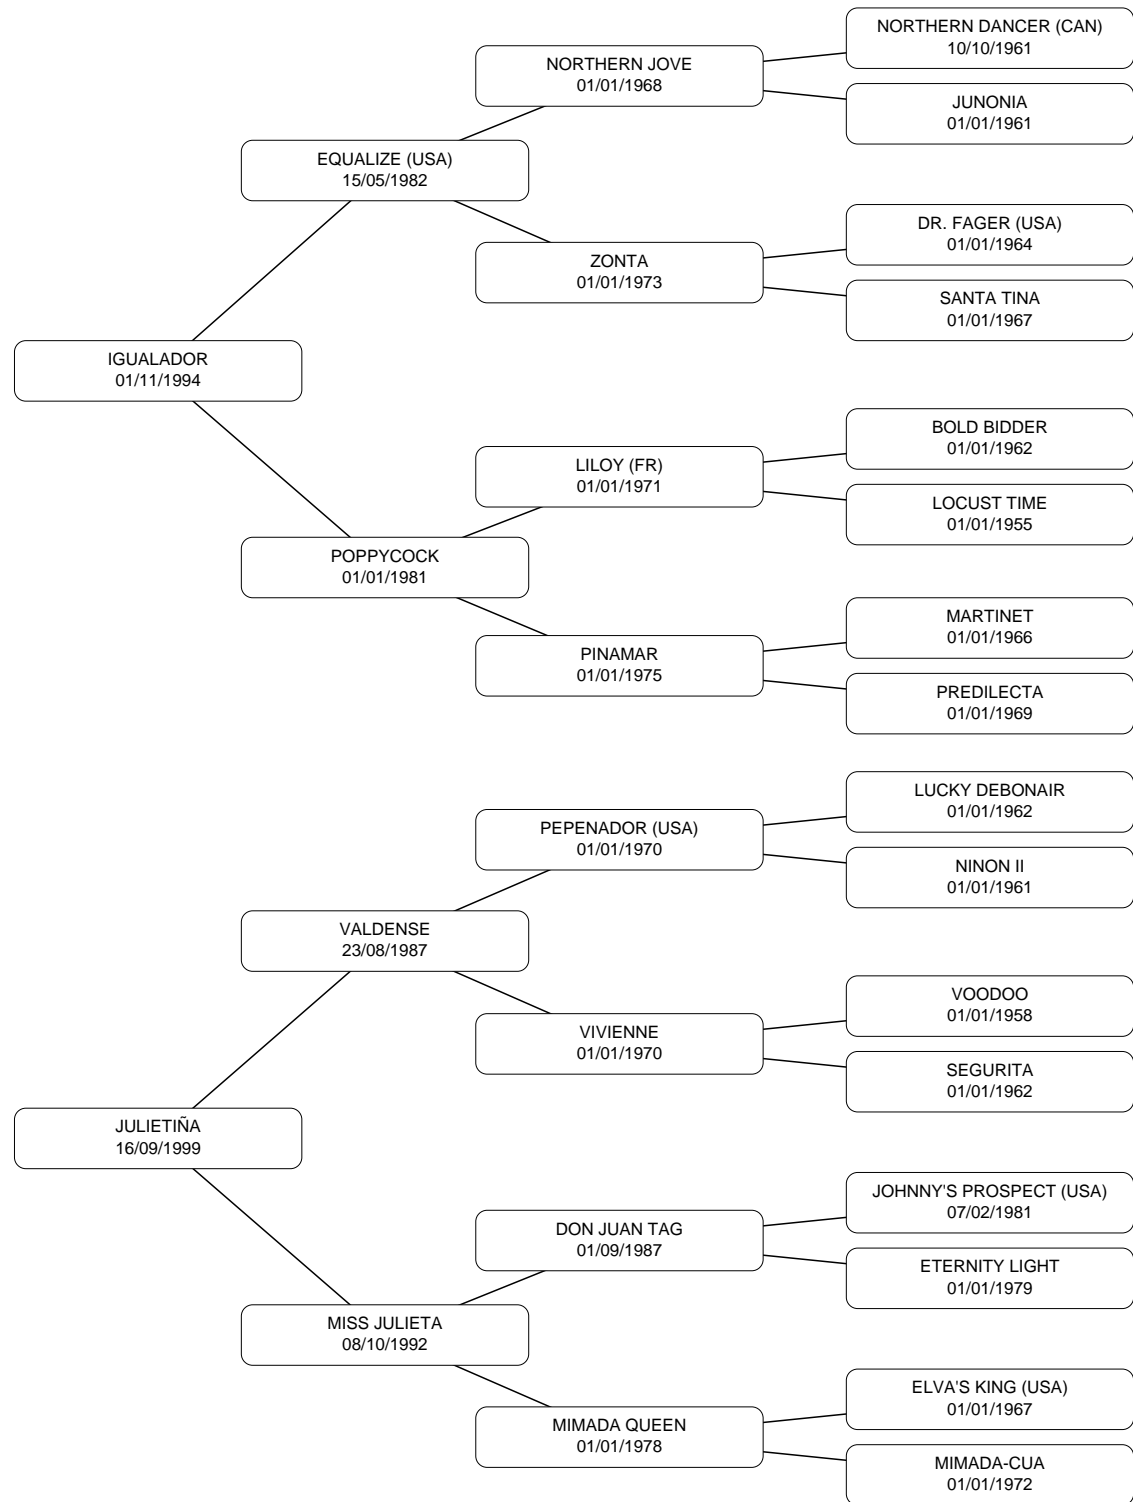 NORTHERN DANCER (CAN)
10/10/1961
NORTHERN JOVE
01/01/1968
JUNONIA
01/01/1961
EQUALIZE (USA)
15/05/1982
DR. FAGER (USA)
01/01/1964
ZONTA
01/01/1973
SANTA TINA
01/01/1967
IGUALADOR
01/11/1994
BOLD BIDDER
01/01/1962
LILOY (FR)
01/01/1971
LOCUST TIME
01/01/1955
POPPYCOCK
01/01/1981
MARTINET
01/01/1966
PINAMAR
01/01/1975
PREDILECTA
01/01/1969
LUCKY DEBONAIR
01/01/1962
PEPENADOR (USA)
01/01/1970
NINON II
01/01/1961
VALDENSE
23/08/1987
VOODOO
01/01/1958
VIVIENNE
01/01/1970
SEGURITA
01/01/1962
JULIETIÑA
16/09/1999
JOHNNY'S PROSPECT (USA)
07/02/1981
DON JUAN TAG
01/09/1987
ETERNITY LIGHT
01/01/1979
MISS JULIETA
08/10/1992
ELVA'S KING (USA)
01/01/1967
MIMADA QUEEN
01/01/1978
MIMADA-CUA
01/01/1972